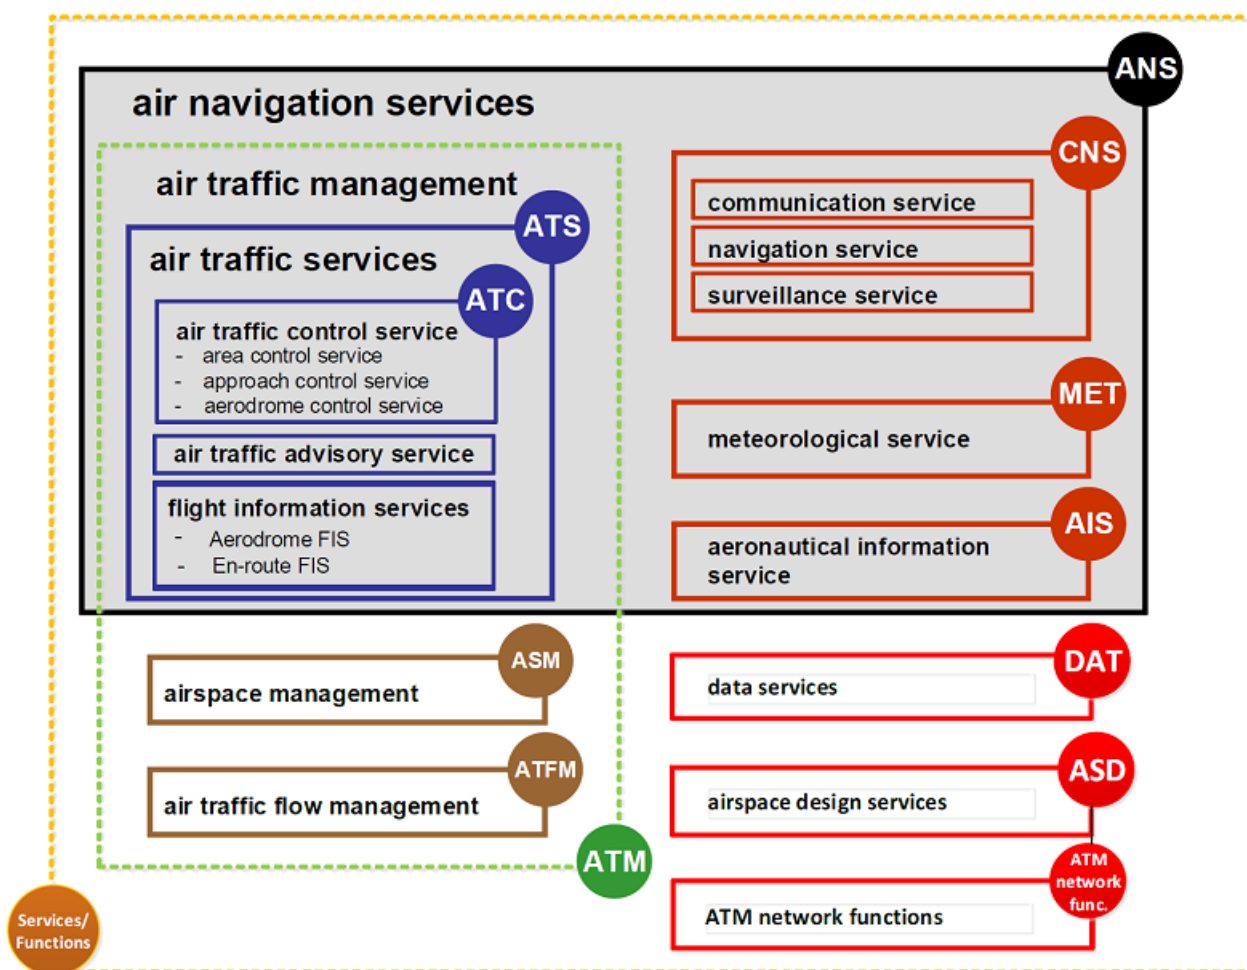 ANS
air navigation services
CNS
air traffic management
communication service
ATS
navigation service
air traffic services
surveillance service
ATC
air traffic control service
- area control service
- approach control service
- aerodrome control service
MET
meteorological service
air traffic advisory service
flight information services
- Aerodrome FIS
- En-route FIS
AIS
aeronautical information
service
ASM
airspace management
DAT
data services
ATFM
air traffic flow management
ASD
airspace design services
ATM
ATM
network
func.
ATM network functions
Services/
Functions